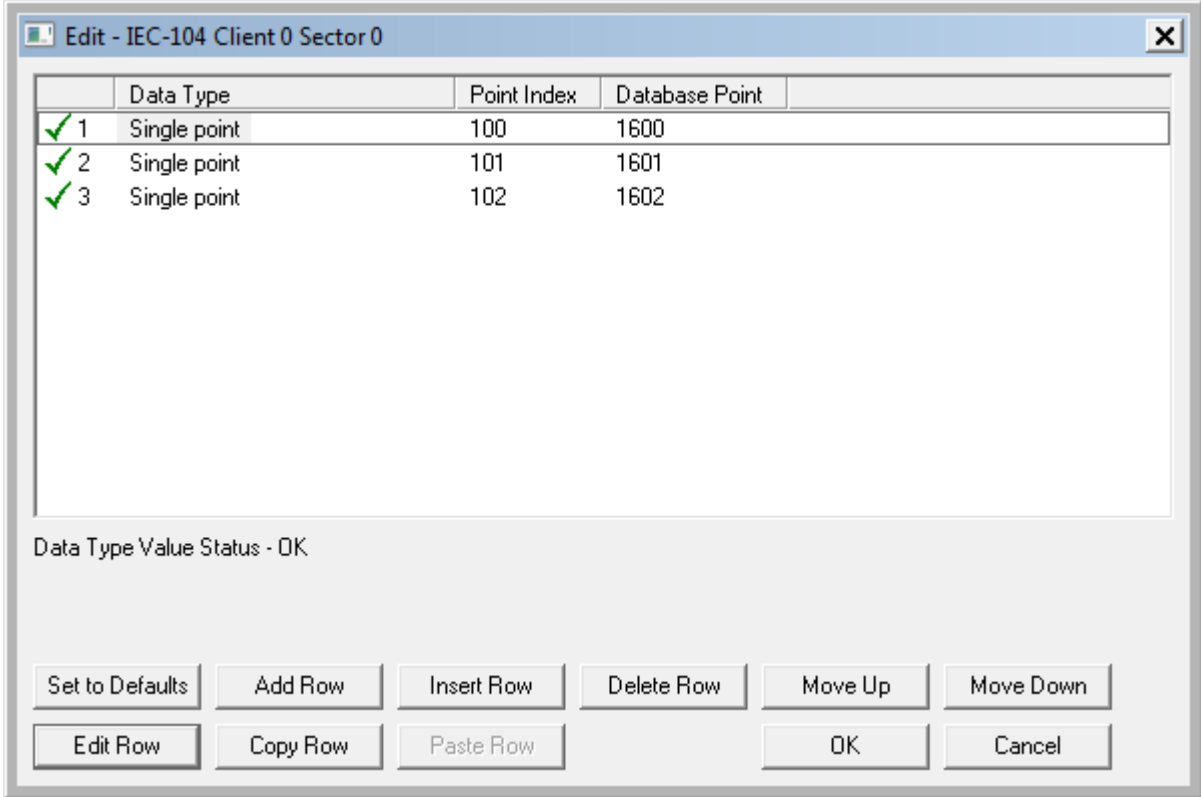 Edit - IEC-104 Client 0 Sector 0
Data Type Point Index Database Point
1 Single point 100 1600
2 Single point 101 1601
3 Single point 102 1602
Data Type Value Status - OK
Set to Defaults Add Row Insert Row Delete Row Move Up Move Down
Edit Row Copy Row Paste Row OK Cancel